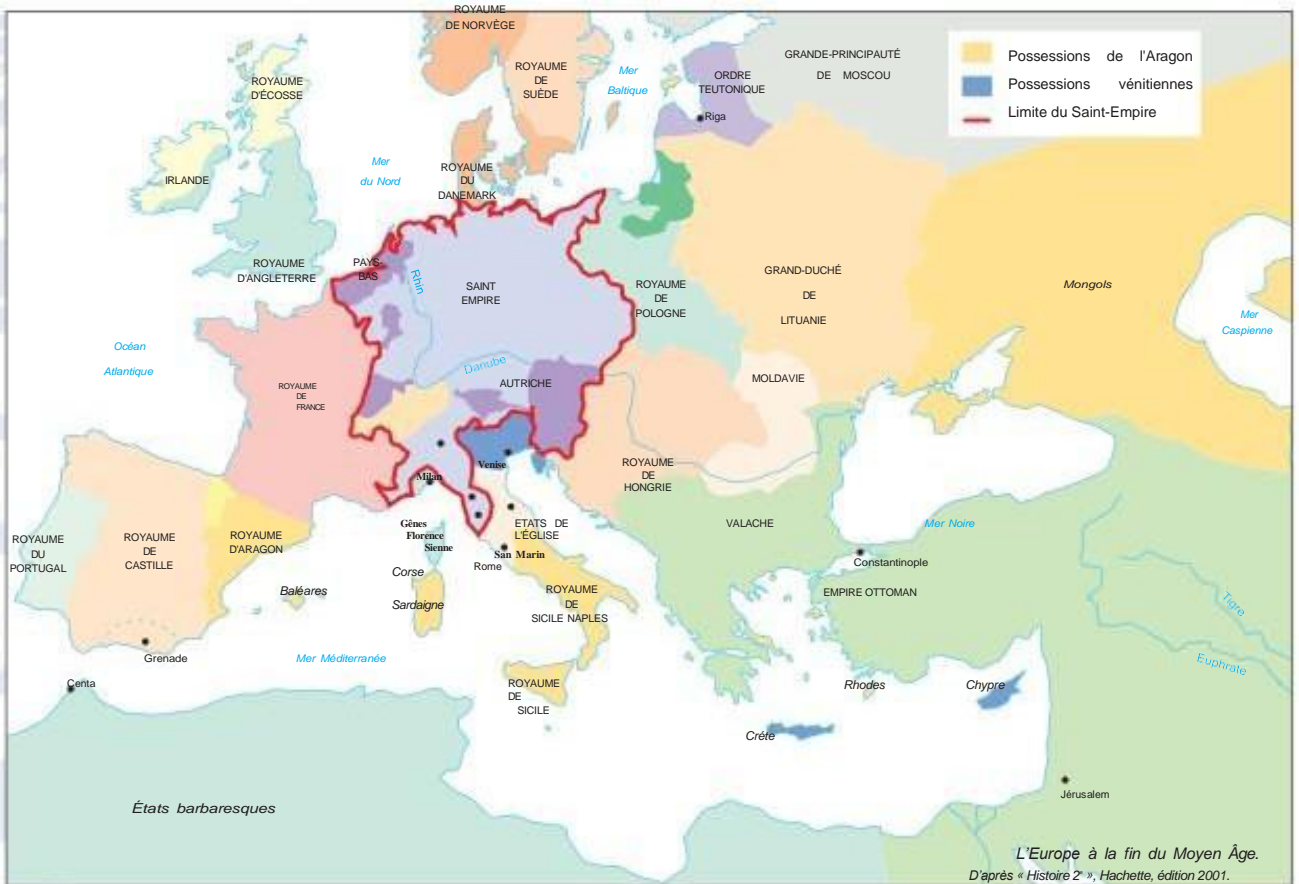 ROYAUME
DE NORVÈGE
ROYAUME
DE
SUÈDE
Mer
Baltique
ORDRE
TEUTONIQUE
Riga
GRANDE-PRINCIPAUTÉ
DE MOSCOU
Possessions de l'Aragon
Possessions vénitiennes
Limite du Saint-Empire
ROYAUME
D'ÉCOSSE
IRLANDE
Mer
du Nord
ROYAUME
DU
DANEMARK
ROYAUME
D'ANGLETERRE
PAYS-
BAS
Rhin
SAINT
EMPIRE
ROYAUME
DE
POLOGNE
GRAND-DUCHÉ
DE
LITUANIE
Mongols
Mer
Caspienne
Océan
Atlantique
ROYAUME
DE
FRANCE
Danube
AUTRICHE
MOLDAVIE
Milan
Venise
ROYAUME
DE
HONGRIE
VALACHE
Mer Noire
ROYAUME
DU
PORTUGAL
ROYAUME
DE
CASTILLE
ROYAUME
D'ARAGON
Gênes
Florence
Sienne
ETATS DE
L'ÉGLISE
San Marin
Rome
Corse
Sardaigne
Baléares
ROYAUME
DE
SICILE NAPLES
Constantinople
EMPIRE OTTOMAN
Tigre
Euphrate
Grenade
Mer Méditerranée
Centa
ROYAUME
DE
SICILE
Rhodes
Chypre
Créte
États barbaresques
Jérusalem
L'Europe à la fin du Moyen Âge.
D'après « Histoire 2e », Hachette, édition 2001.